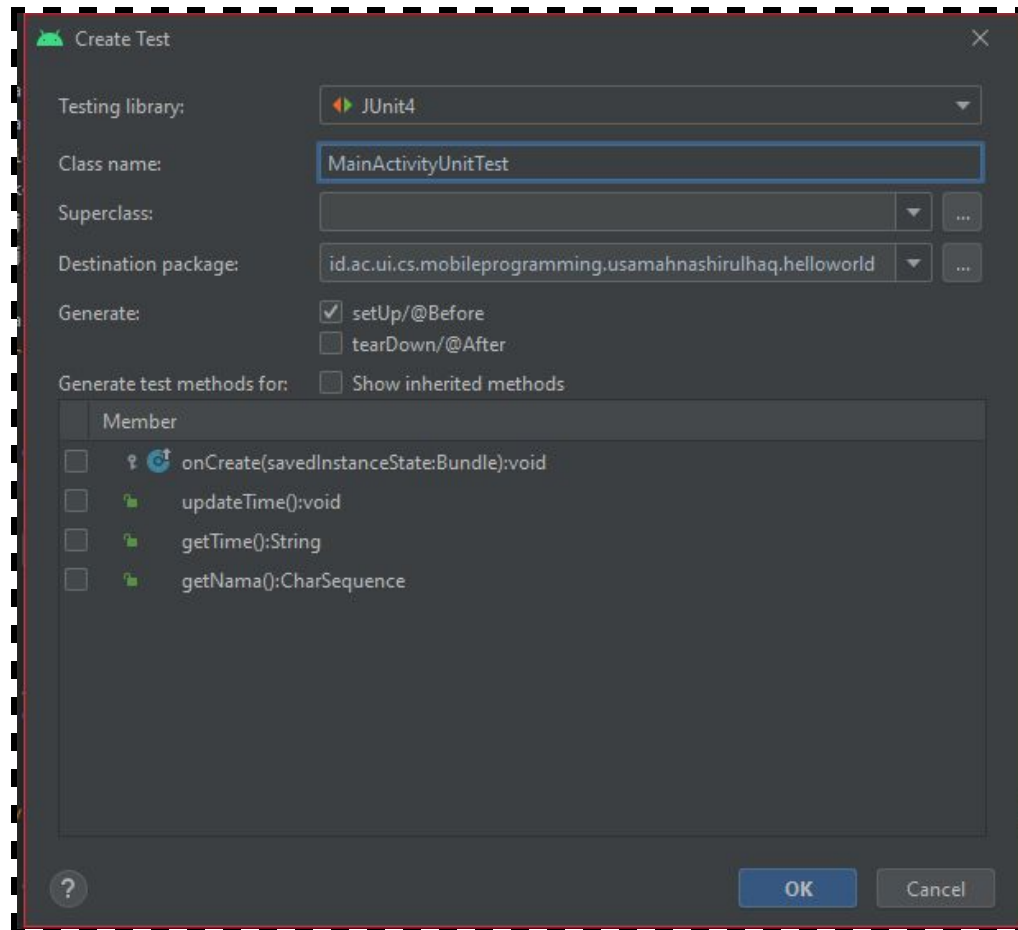 Create Test
Testing library: JUnit4
Class name: MainActivityUnitTest
Superclass: ...
Destination package: id.ac.ui.cs.mobileprogramming.usamahnashirulhaq.helloworld ...
Generate: setUp/@Before
tearDown/@After
Generate test methods for: Show inherited methods
Member
onCreate(savedInstanceState:Bundle):void
updateTime():void
getTime():String
getNama():CharSequence
? OK Cancel